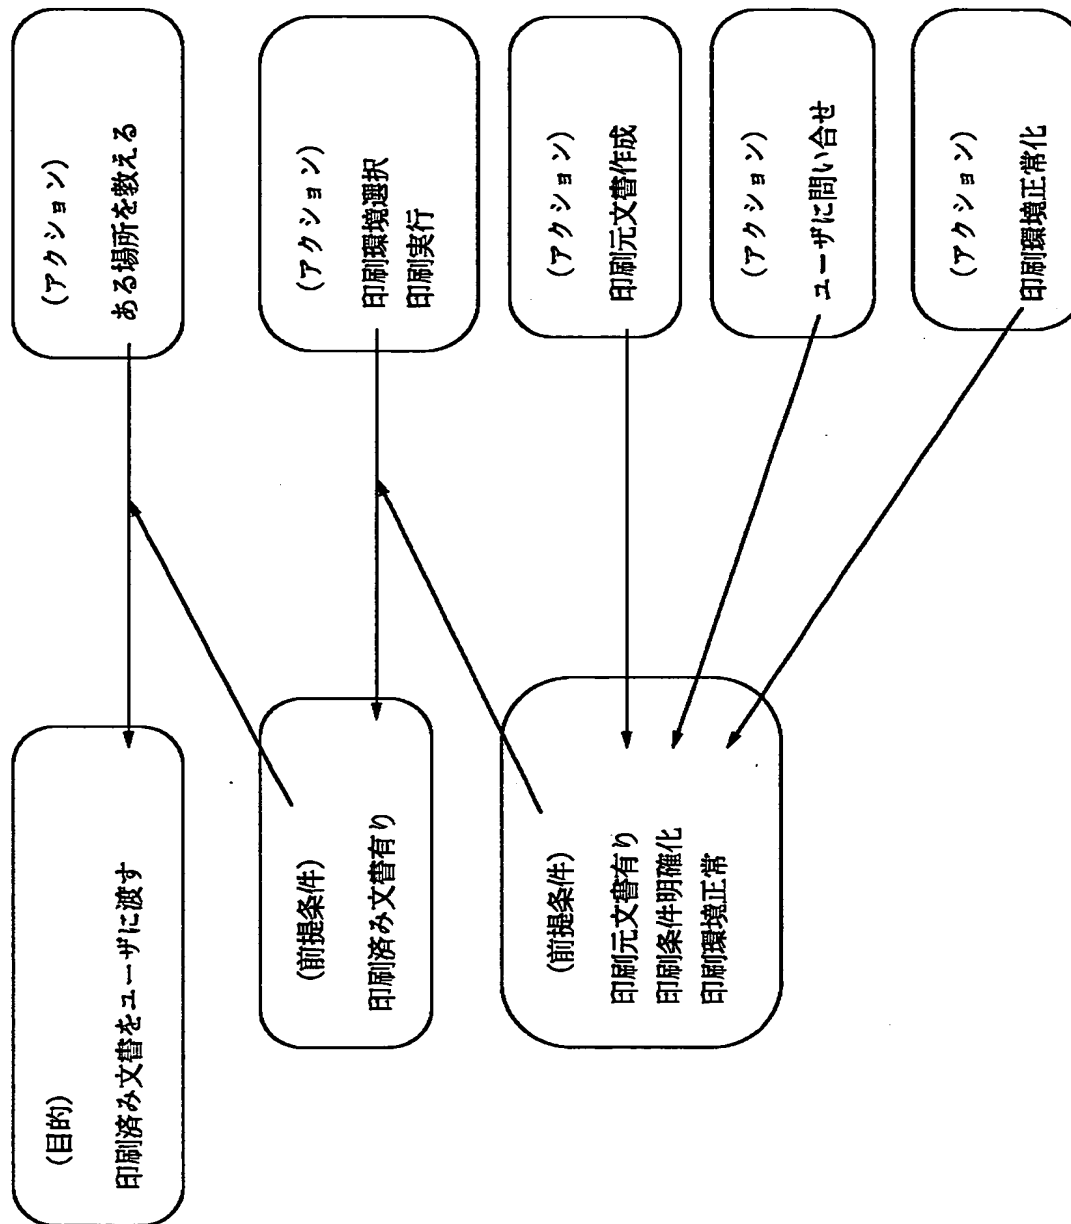 (目的)
印刷済み文書をユーザに渡す
(アクション)
ある場所を教える
(前提条件)
印刷済み文書有り
(アクション)
印刷環境選択
印刷実行
(前提条件)
印刷元文書有り
印刷条件明確化
印刷環境正常
(アクション)
印刷元文書作成
(アクション)
ユーザに問い合せ
(アクション)
印刷環境正常化